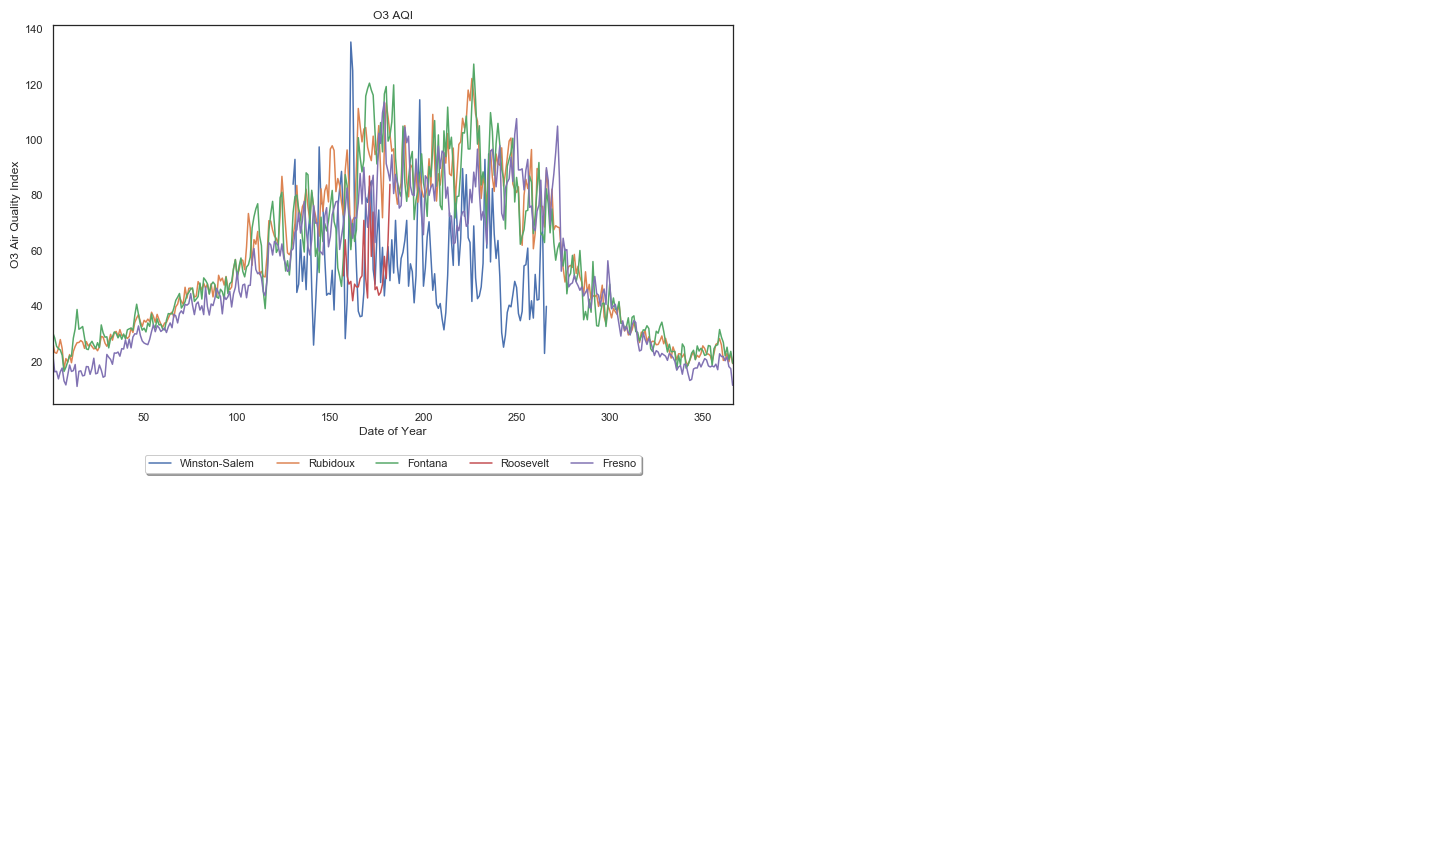 O3 AQI
140
120
100
80
60
40
20
O3 Air Quality Index
50 100 150 200 250 300 350
Date of Year
Winston-Salem Rubidoux Fontana Roosevelt Fresno